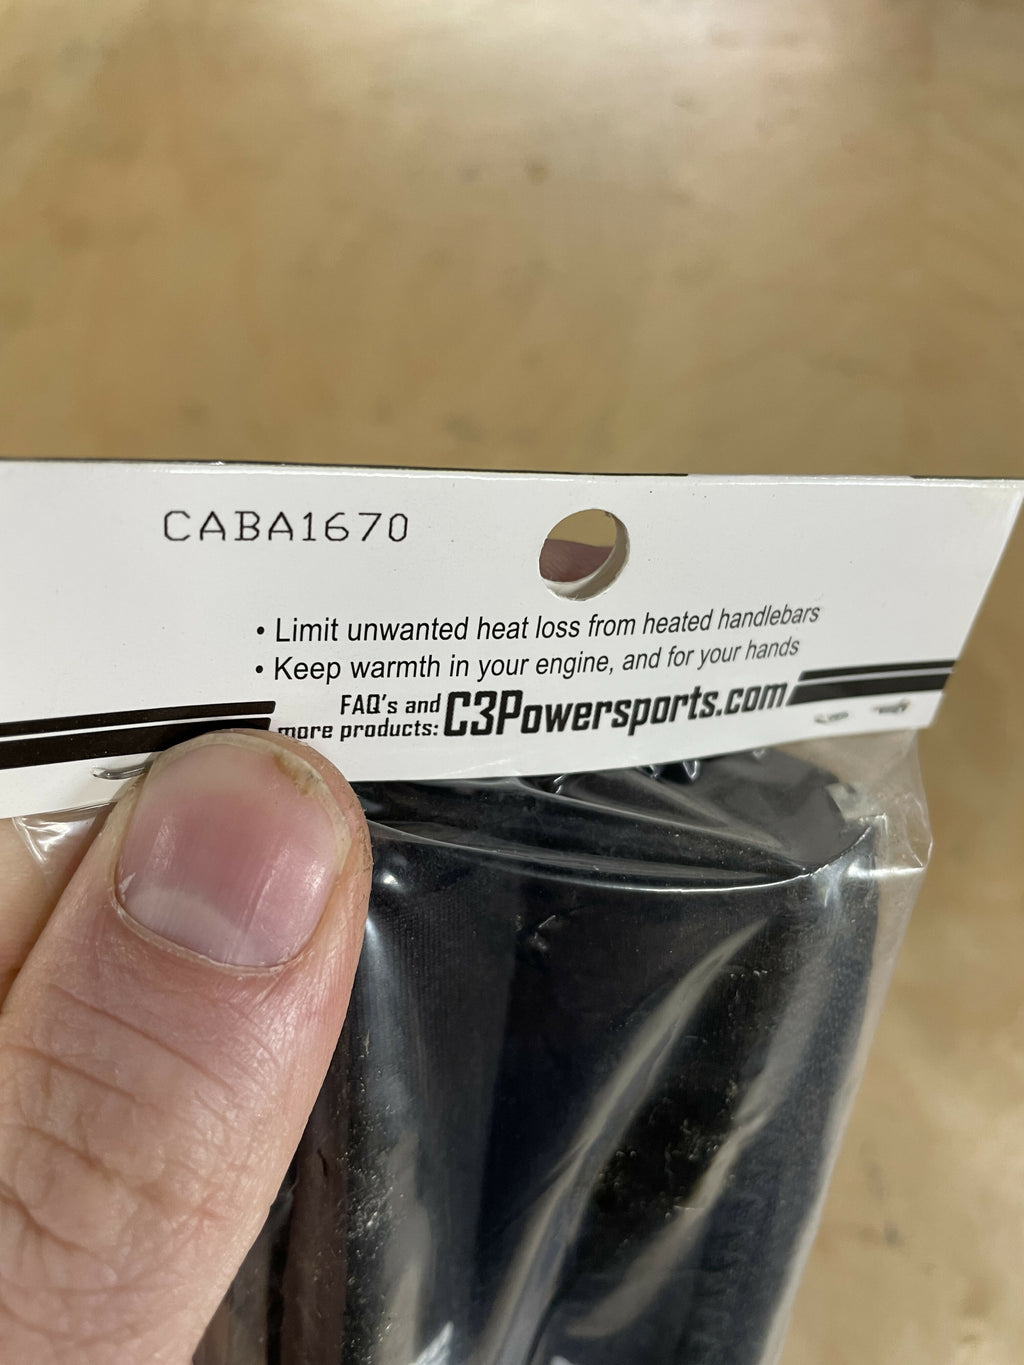 CABA1670
• Limit unwanted heat loss from heated handlebars
• Keep warmth in your engine, and for your hands
FAQ's and
more products: C3Powersports.com